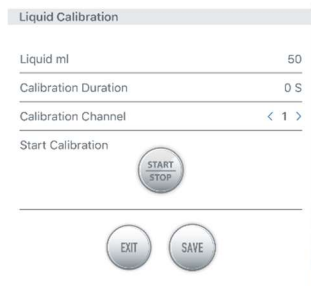 Liquid Calibration
Liquid ml 50
Calibration Duration 0 S
Calibration Channel < 1 >
Start Calibration
START
STOP
EXIT SAVE